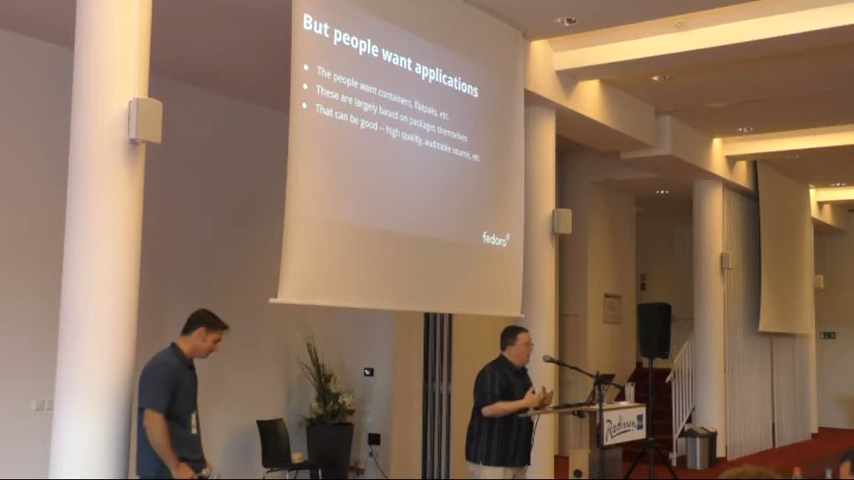 But people want applications
• The people want containers, flatpaks, etc.
• These are largely based on packages themselves
• That can be good – high quality, auditable source, etc
fedora
Radisson